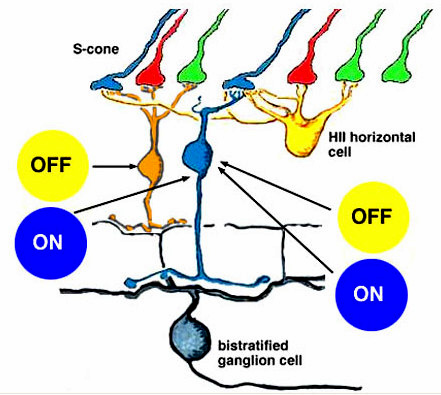 S-cone
HII horizontal
cell
OFF
OFF
ON
ON
bistratified
ganglion cell